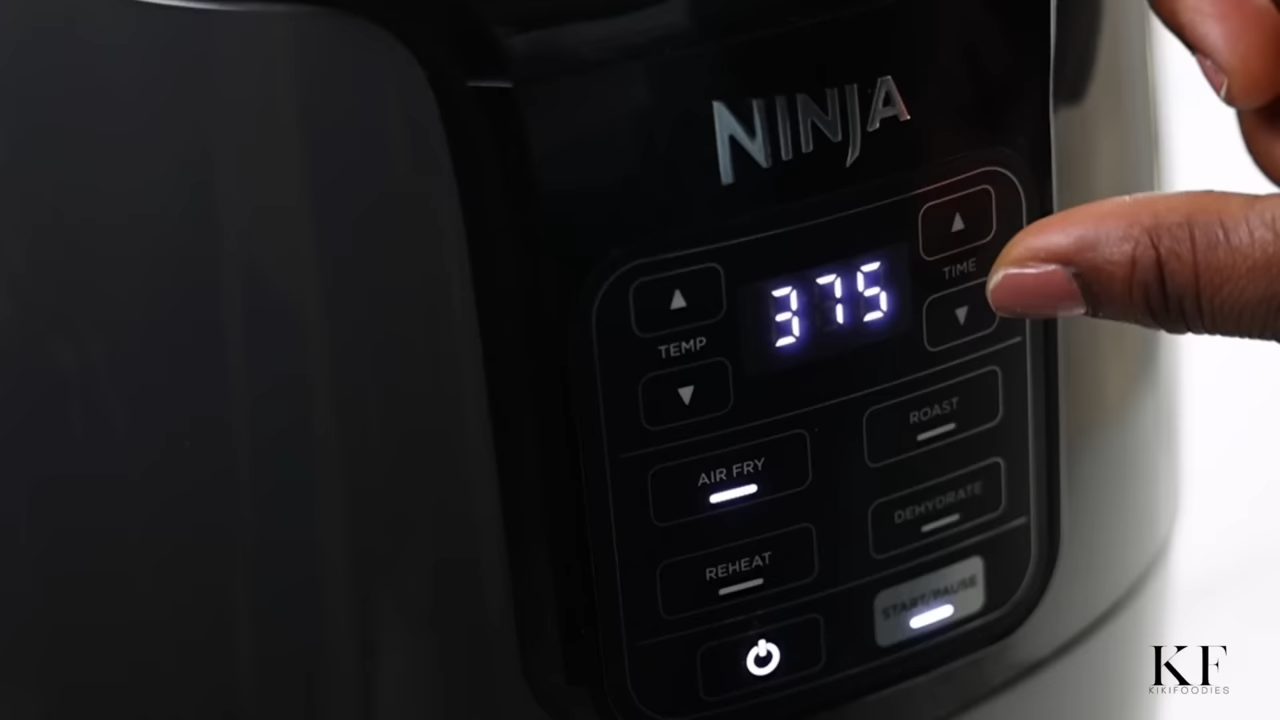 NINJA
375
TIME
TEMP
ROAST
AIR FRY
DEHYDRATE
REHEAT
START/PAUSE
KF
KIKIFOODIES